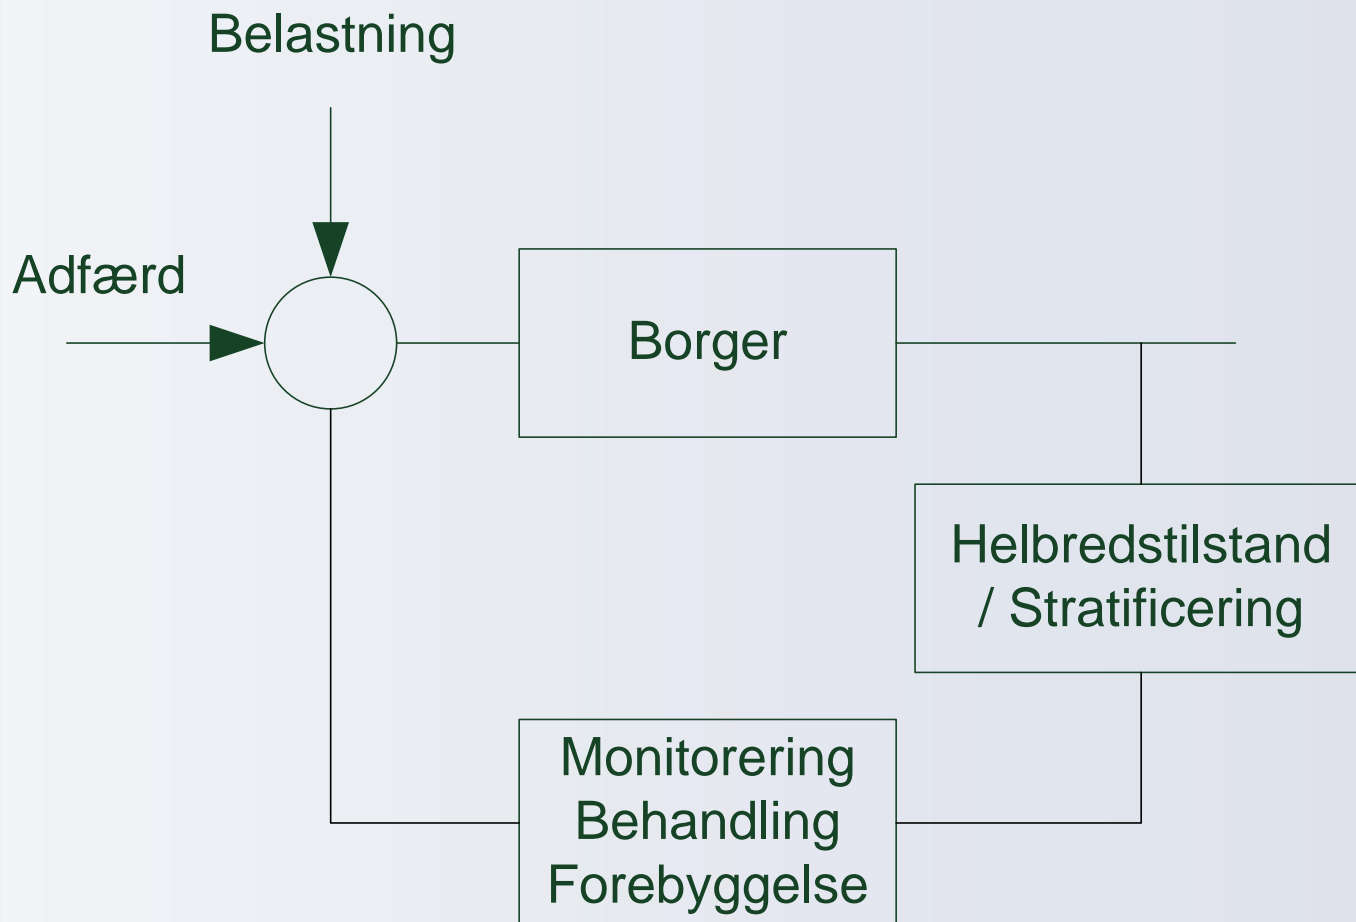 Belastning
Adfærd
Borger
Helbredstilstand
/ Stratificering
Monitorering
Behandling
Forebyggelse